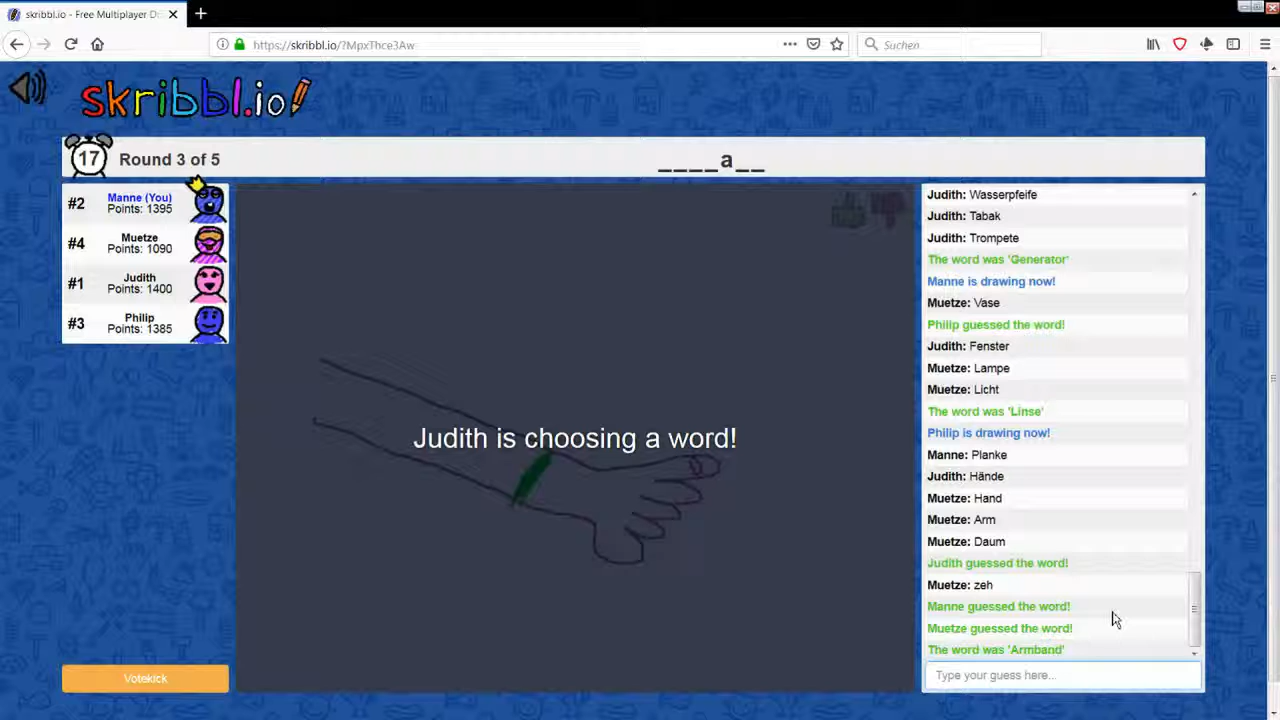 skribbl.io - Free Multiplayer D
https://skribbl.io/?MpxThce3Aw
Suchen
skribbl.io
17
Round 3 of 5
____a__
#2
Manne (You)
Points: 1395
#4
Muetze
Points: 1090
#1
Judith
Points: 1400
#3
Philip
Points: 1385
Votekick
Judith is choosing a word!
Judith: Wasserpfeife
Judith: Tabak
Judith: Trompete
The word was 'Generator'
Manne is drawing now!
Muetze: Vase
Philip guessed the word!
Judith: Fenster
Muetze: Lampe
Muetze: Licht
The word was 'Linse'
Philip is drawing now!
Manne: Planke
Judith: Hände
Muetze: Hand
Muetze: Arm
Muetze: Daum
Judith guessed the word!
Muetze: zeh
Manne guessed the word!
Muetze guessed the word!
The word was 'Armband'
Type your guess here...